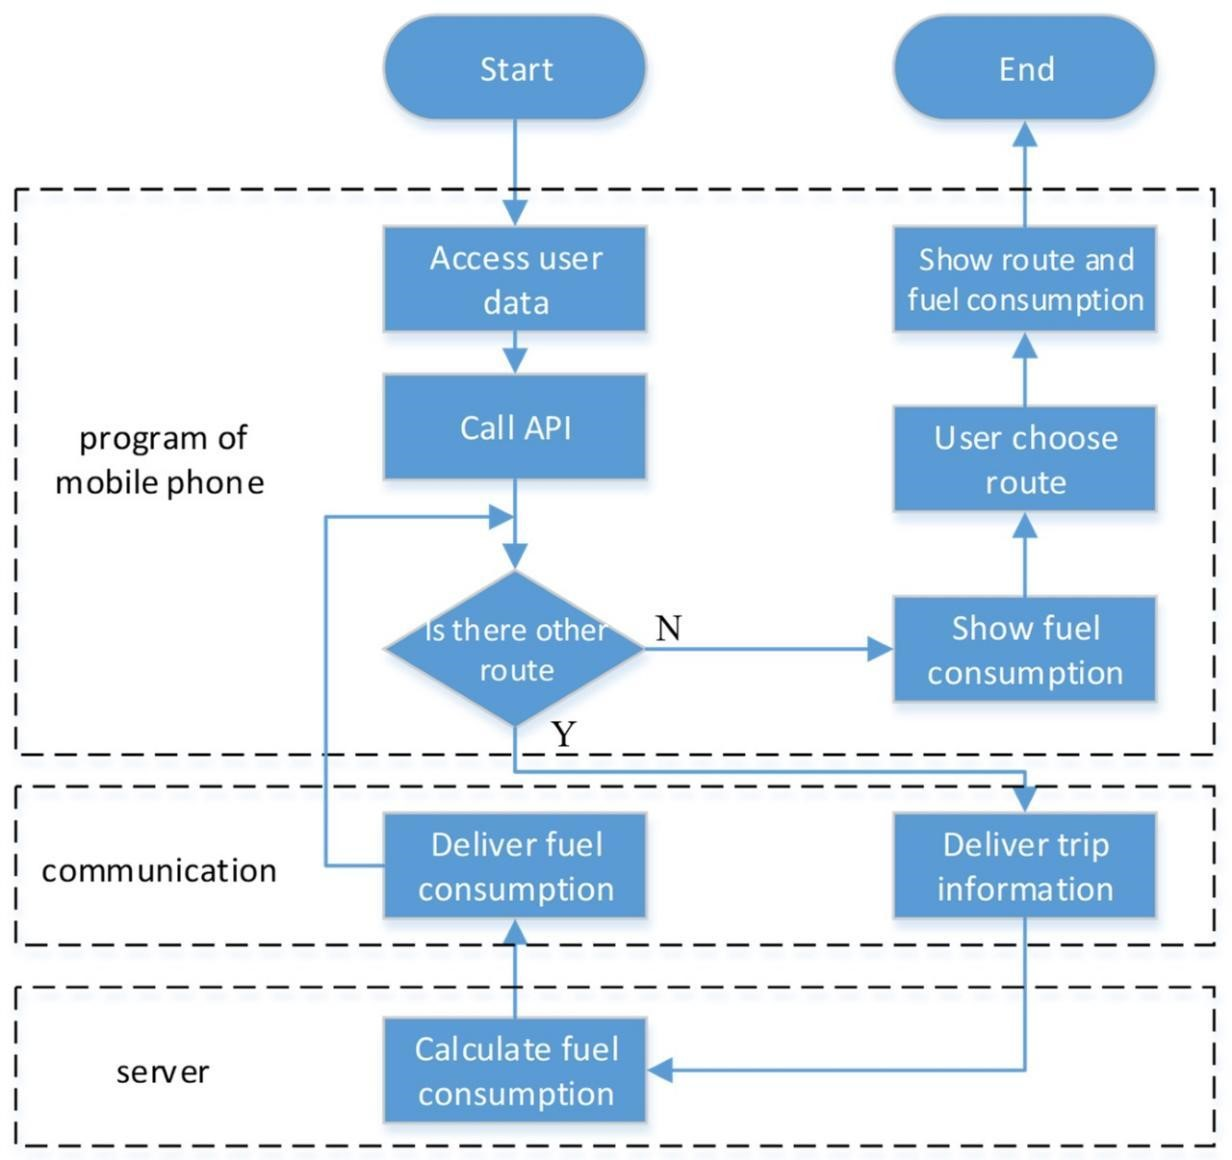 Start
End
Access user
data
Show route and
fuel consumption
Call API
program of
mobile phone
User choose
route
Is there other
route
N
Show fuel
consumption
Y
communication
Deliver fuel
consumption
Deliver trip
information
server
Calculate fuel
consumption